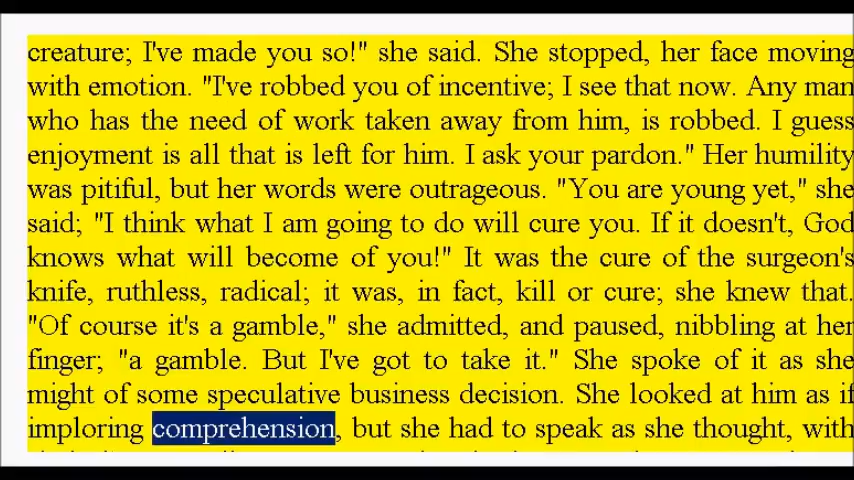 creature; I've made you so!" she said. She stopped, her face moving
with emotion. "I've robbed you of incentive; I see that now. Any man
who has the need of work taken away from him, is robbed. I guess
enjoyment is all that is left for him. I ask your pardon." Her humility
was pitiful, but her words were outrageous. "You are young yet," she
said; "I think what I am going to do will cure you. If it doesn't, God
knows what will become of you!" It was the cure of the surgeon's
knife, ruthless, radical; it was, in fact, kill or cure; she knew that.
"Of course it's a gamble," she admitted, and paused, nibbling at her
finger; "a gamble. But I've got to take it." She spoke of it as she
might of some speculative business decision. She looked at him as if
imploring comprehension, but she had to speak as she thought, with